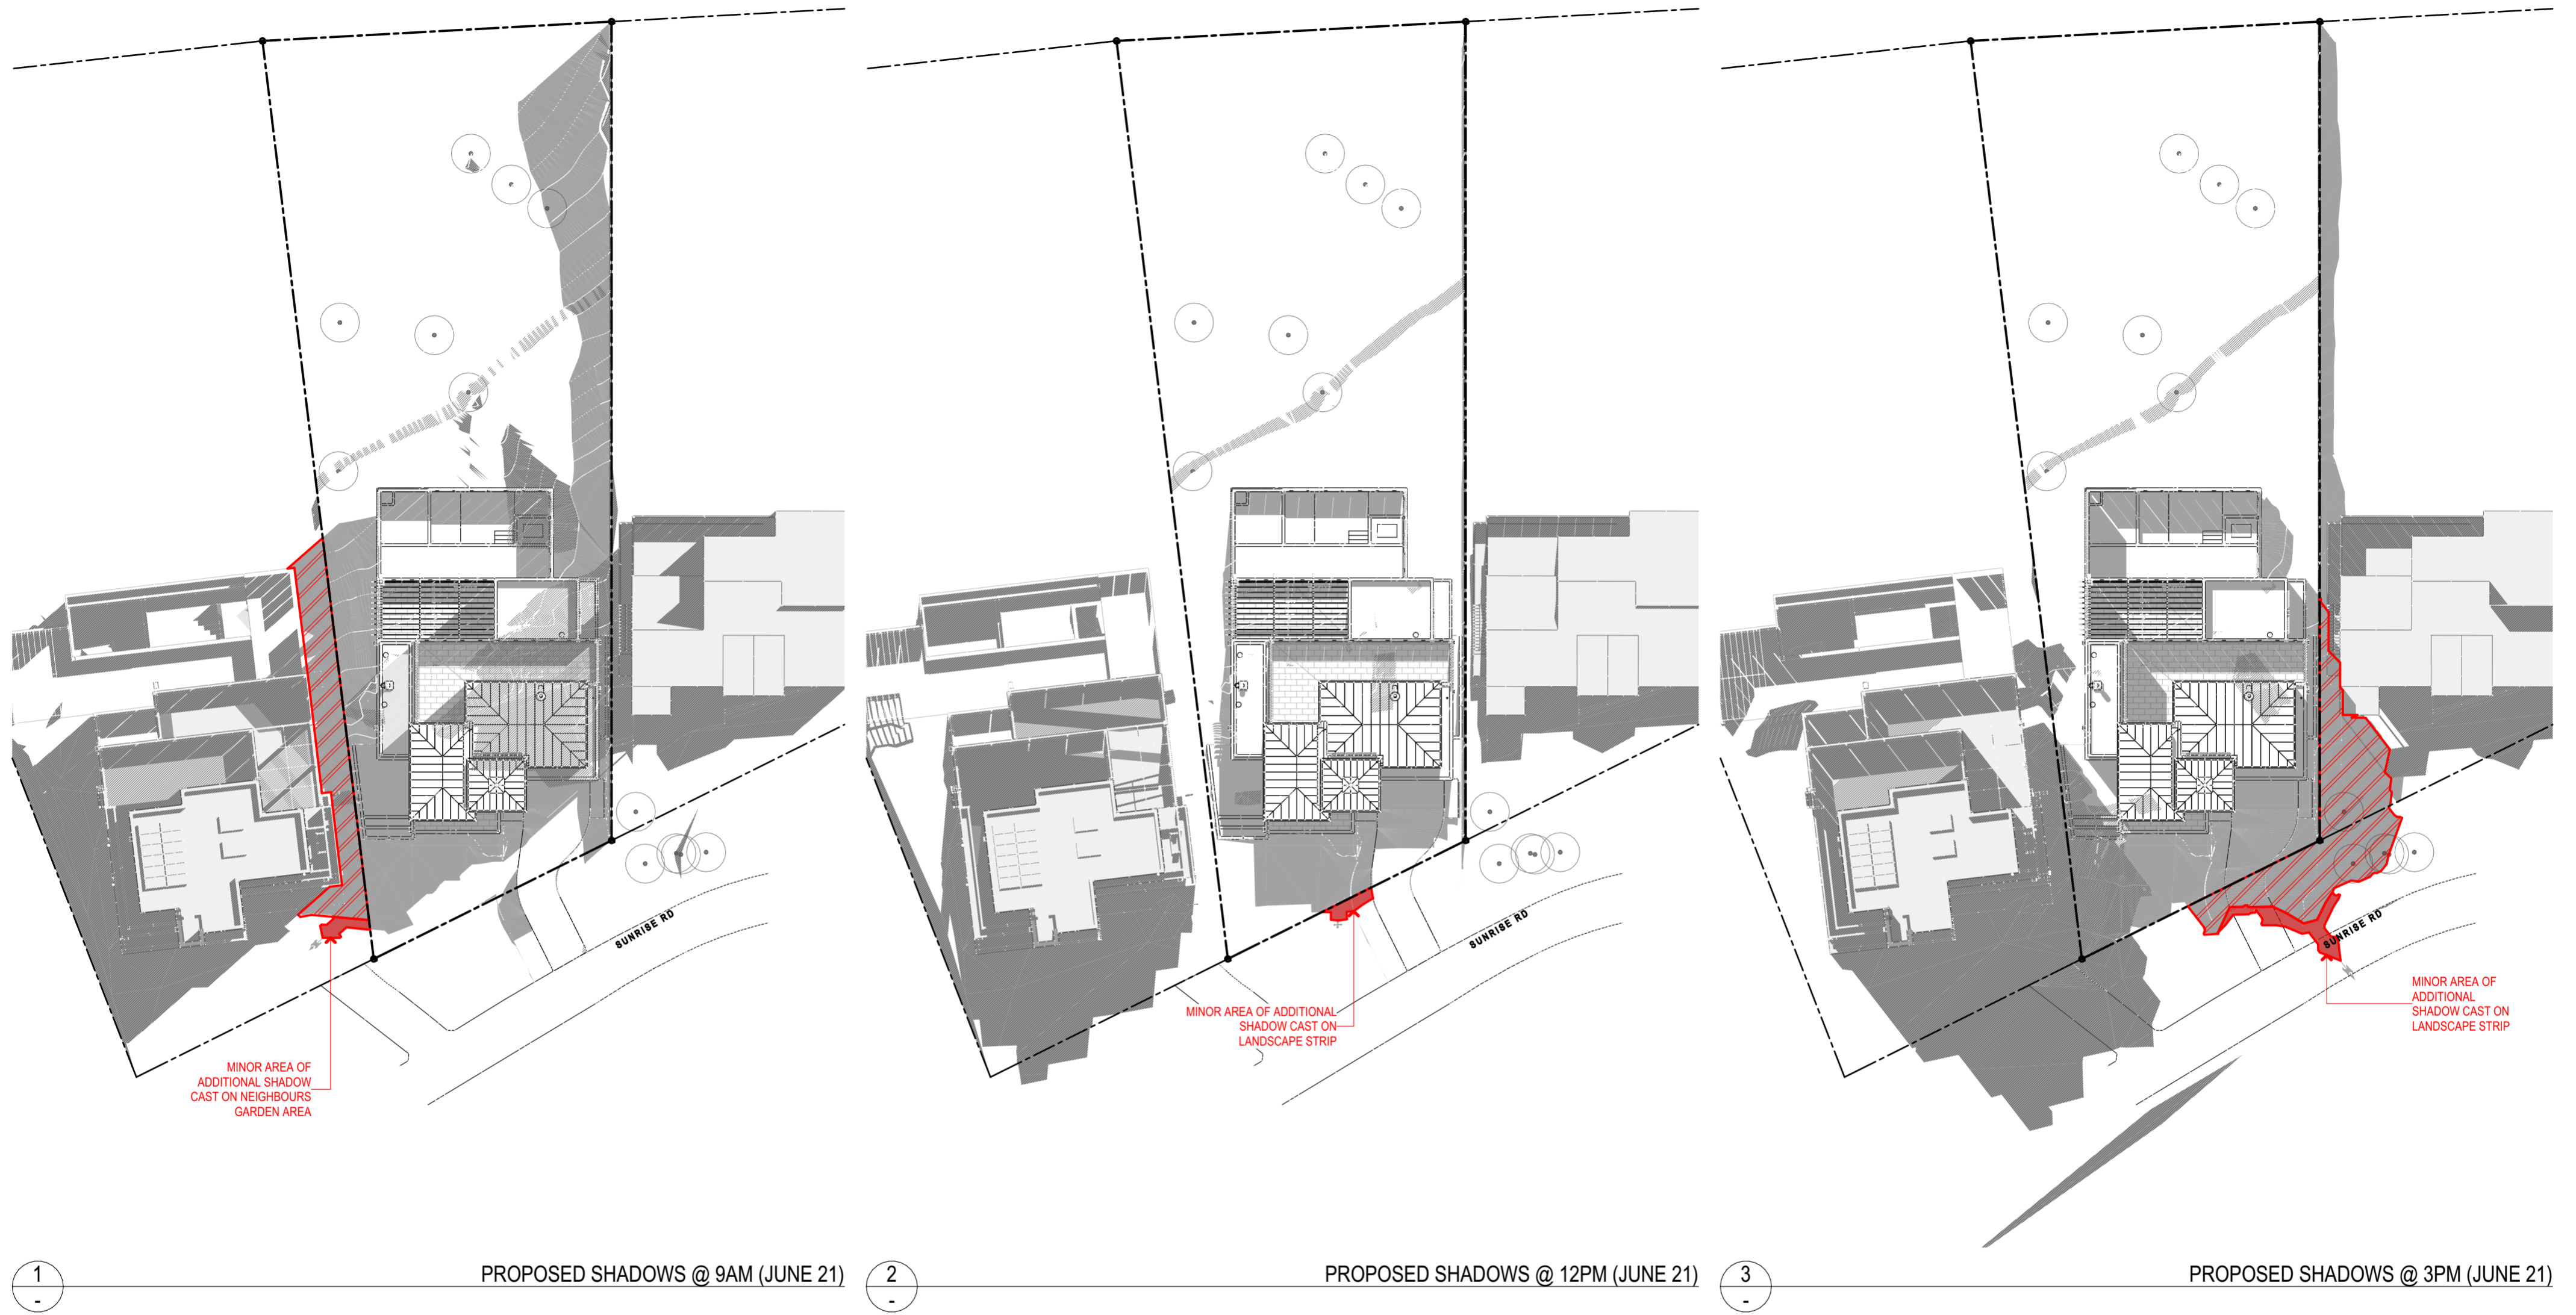 SUNRISE RD
MINOR AREA OF
ADDITIONAL SHADOW
CAST ON NEIGHBOURS
GARDEN AREA
1
-
PROPOSED SHADOWS @ 9AM (JUNE 21)
SUNRISE RD
MINOR AREA OF ADDITIONAL
SHADOW CAST ON
LANDSCAPE STRIP
2
-
PROPOSED SHADOWS @ 12PM (JUNE 21)
SUNRISE RD
MINOR AREA OF
ADDITIONAL
SHADOW CAST ON
LANDSCAPE STRIP
3
-
PROPOSED SHADOWS @ 3PM (JUNE 21)